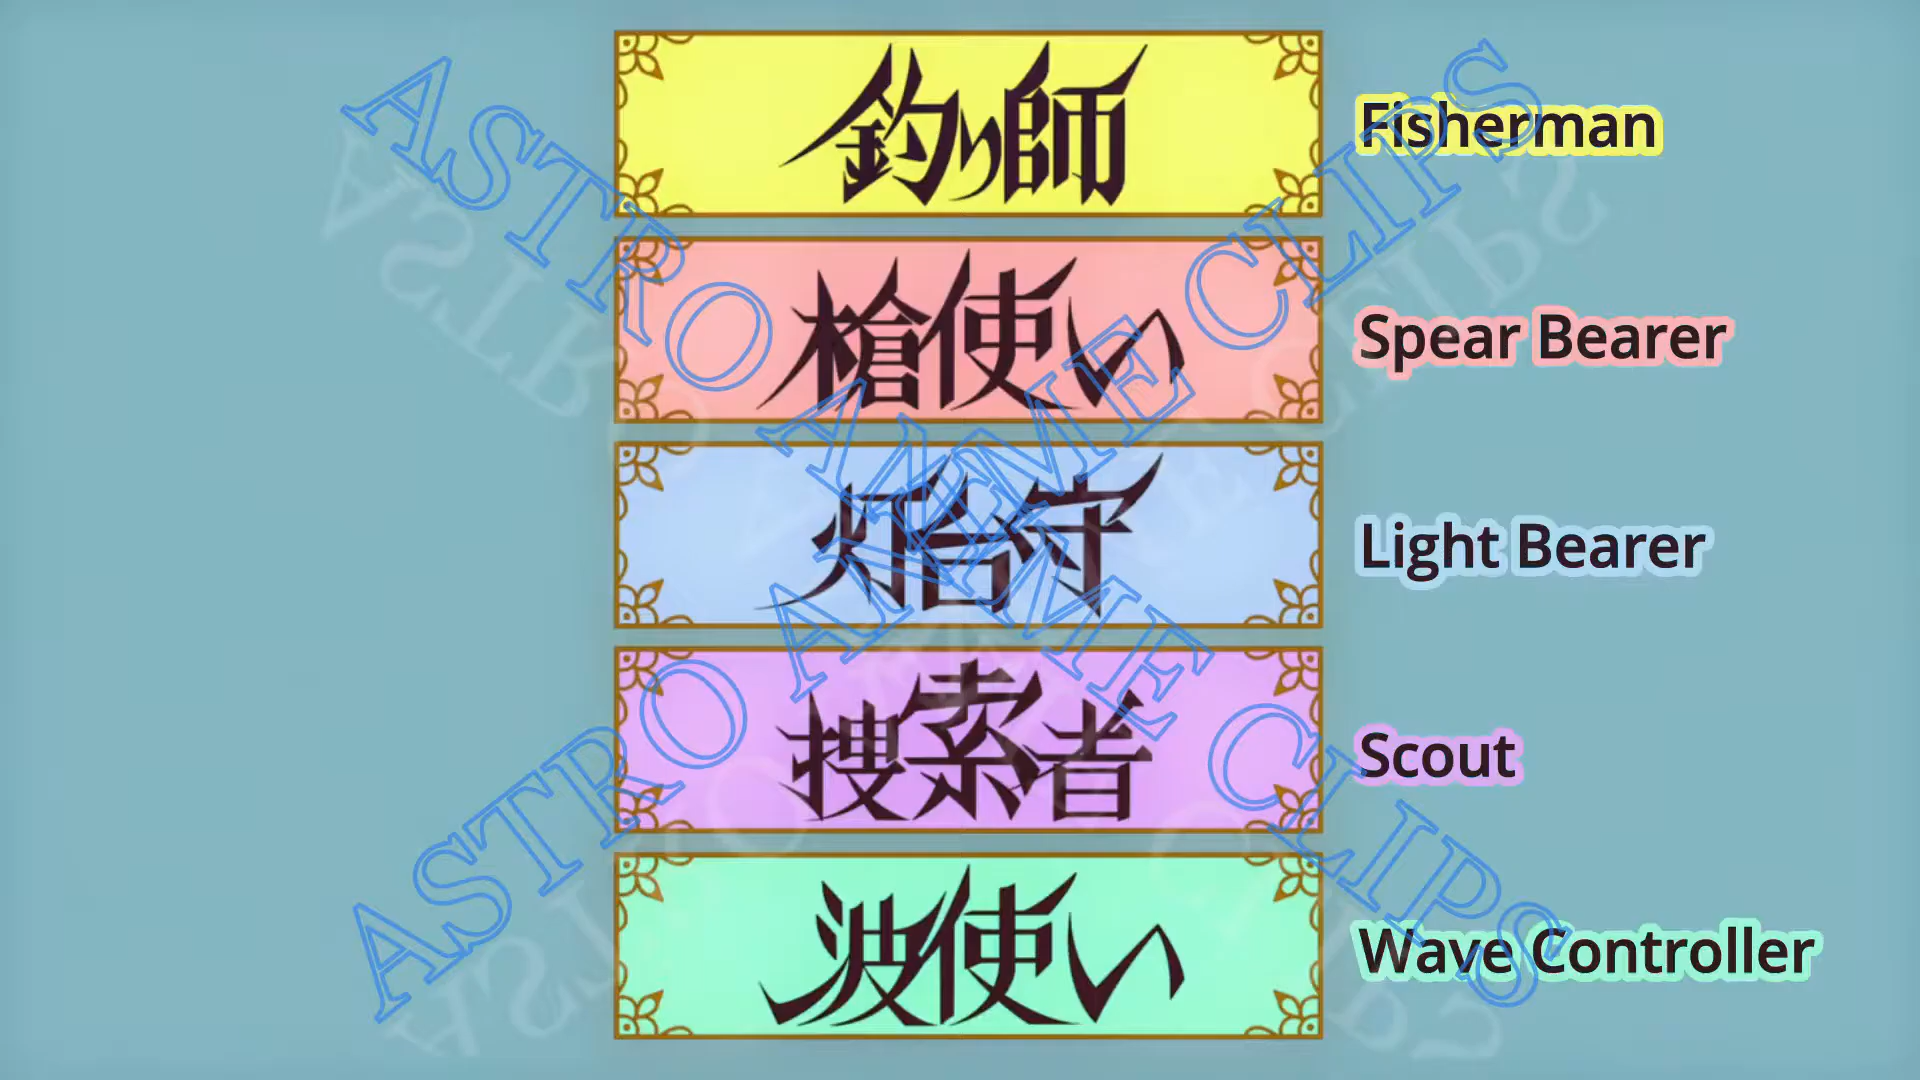 釣り師
Fisherman
槍使い
Spear Bearer
灯台守
Light Bearer
捜索者
Scout
波使い
Wave Controller
ASTRO ANIME CLIPS
ASTRO ANIME CLIPS